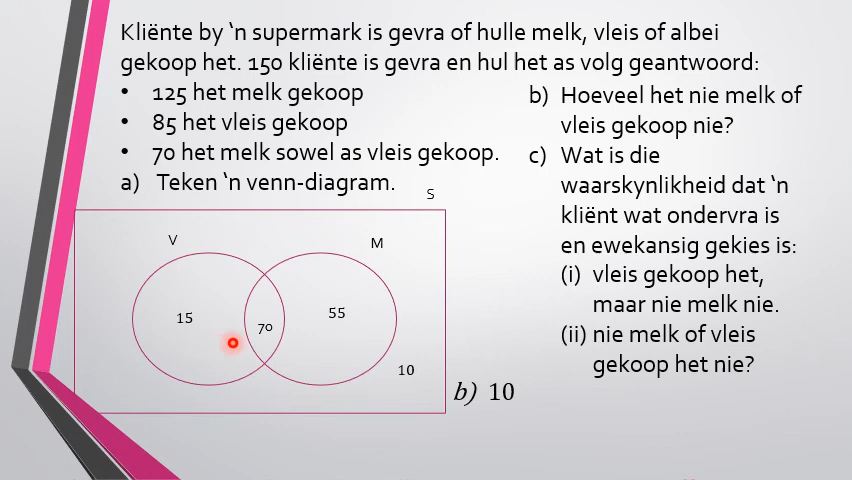 Kliënte by ‘n supermark is gevra of hulle melk, vleis of albei
gekoop het. 150 kliënte is gevra en hul het as volg geantwoord:
• 125 het melk gekoop
• 85 het vleis gekoop
• 70 het melk sowel as vleis gekoop.
a) Teken ‘n venn-diagram.
S
V
M
15
70
55
10
b) 10
b) Hoeveel het nie melk of
vleis gekoop nie?
c) Wat is die
waarskynlikheid dat ‘n
kliënt wat ondervra is
en ewekansig gekies is:
(i) vleis gekoop het,
maar nie melk nie.
(ii) nie melk of vleis
gekoop het nie?